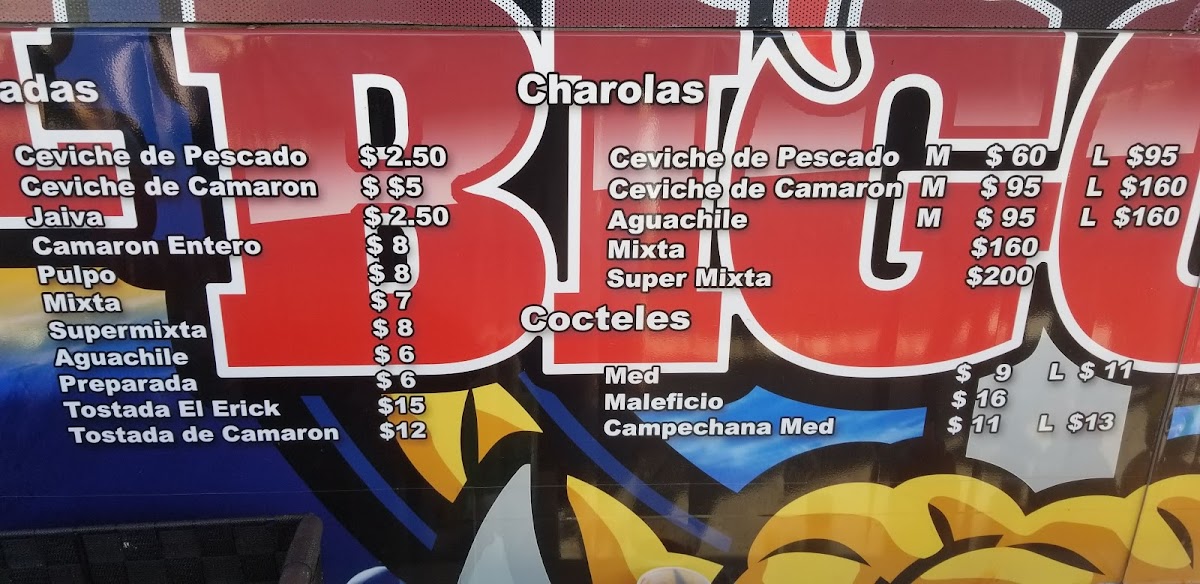 BIG
adas
Ceviche de Pescado $ 2.50
Ceviche de Camaron $ $5
Jaiva $ 2.50
Camaron Entero $ 8
Pulpo $ 8
Mixta $ 7
Supermixta $ 8
Aguachile $ 6
Preparada $ 6
Tostada El Erick $15
Tostada de Camaron $12
Charolas
Ceviche de Pescado M $ 60 L $95
Ceviche de Camaron M $ 95 L $160
Aguachile M $ 95 L $160
Mixta $160
Super Mixta $200
Cocteles
Med $ 9 L $ 11
Maleficio $ 16
Campechana Med $ 11 L $13